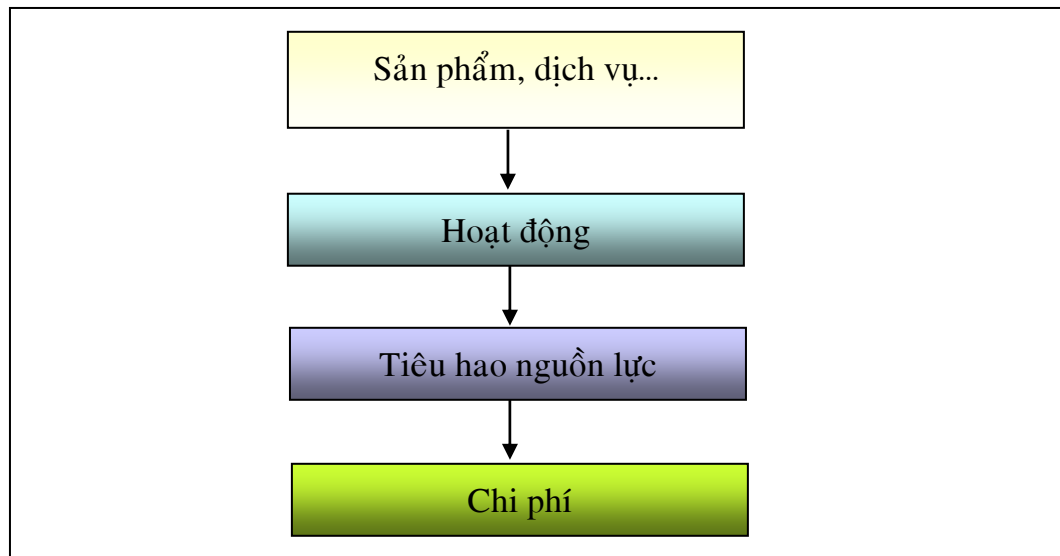 Sản phẩm, dịch vụ...
Hoạt động
Tiêu hao nguồn lực
Chi phí